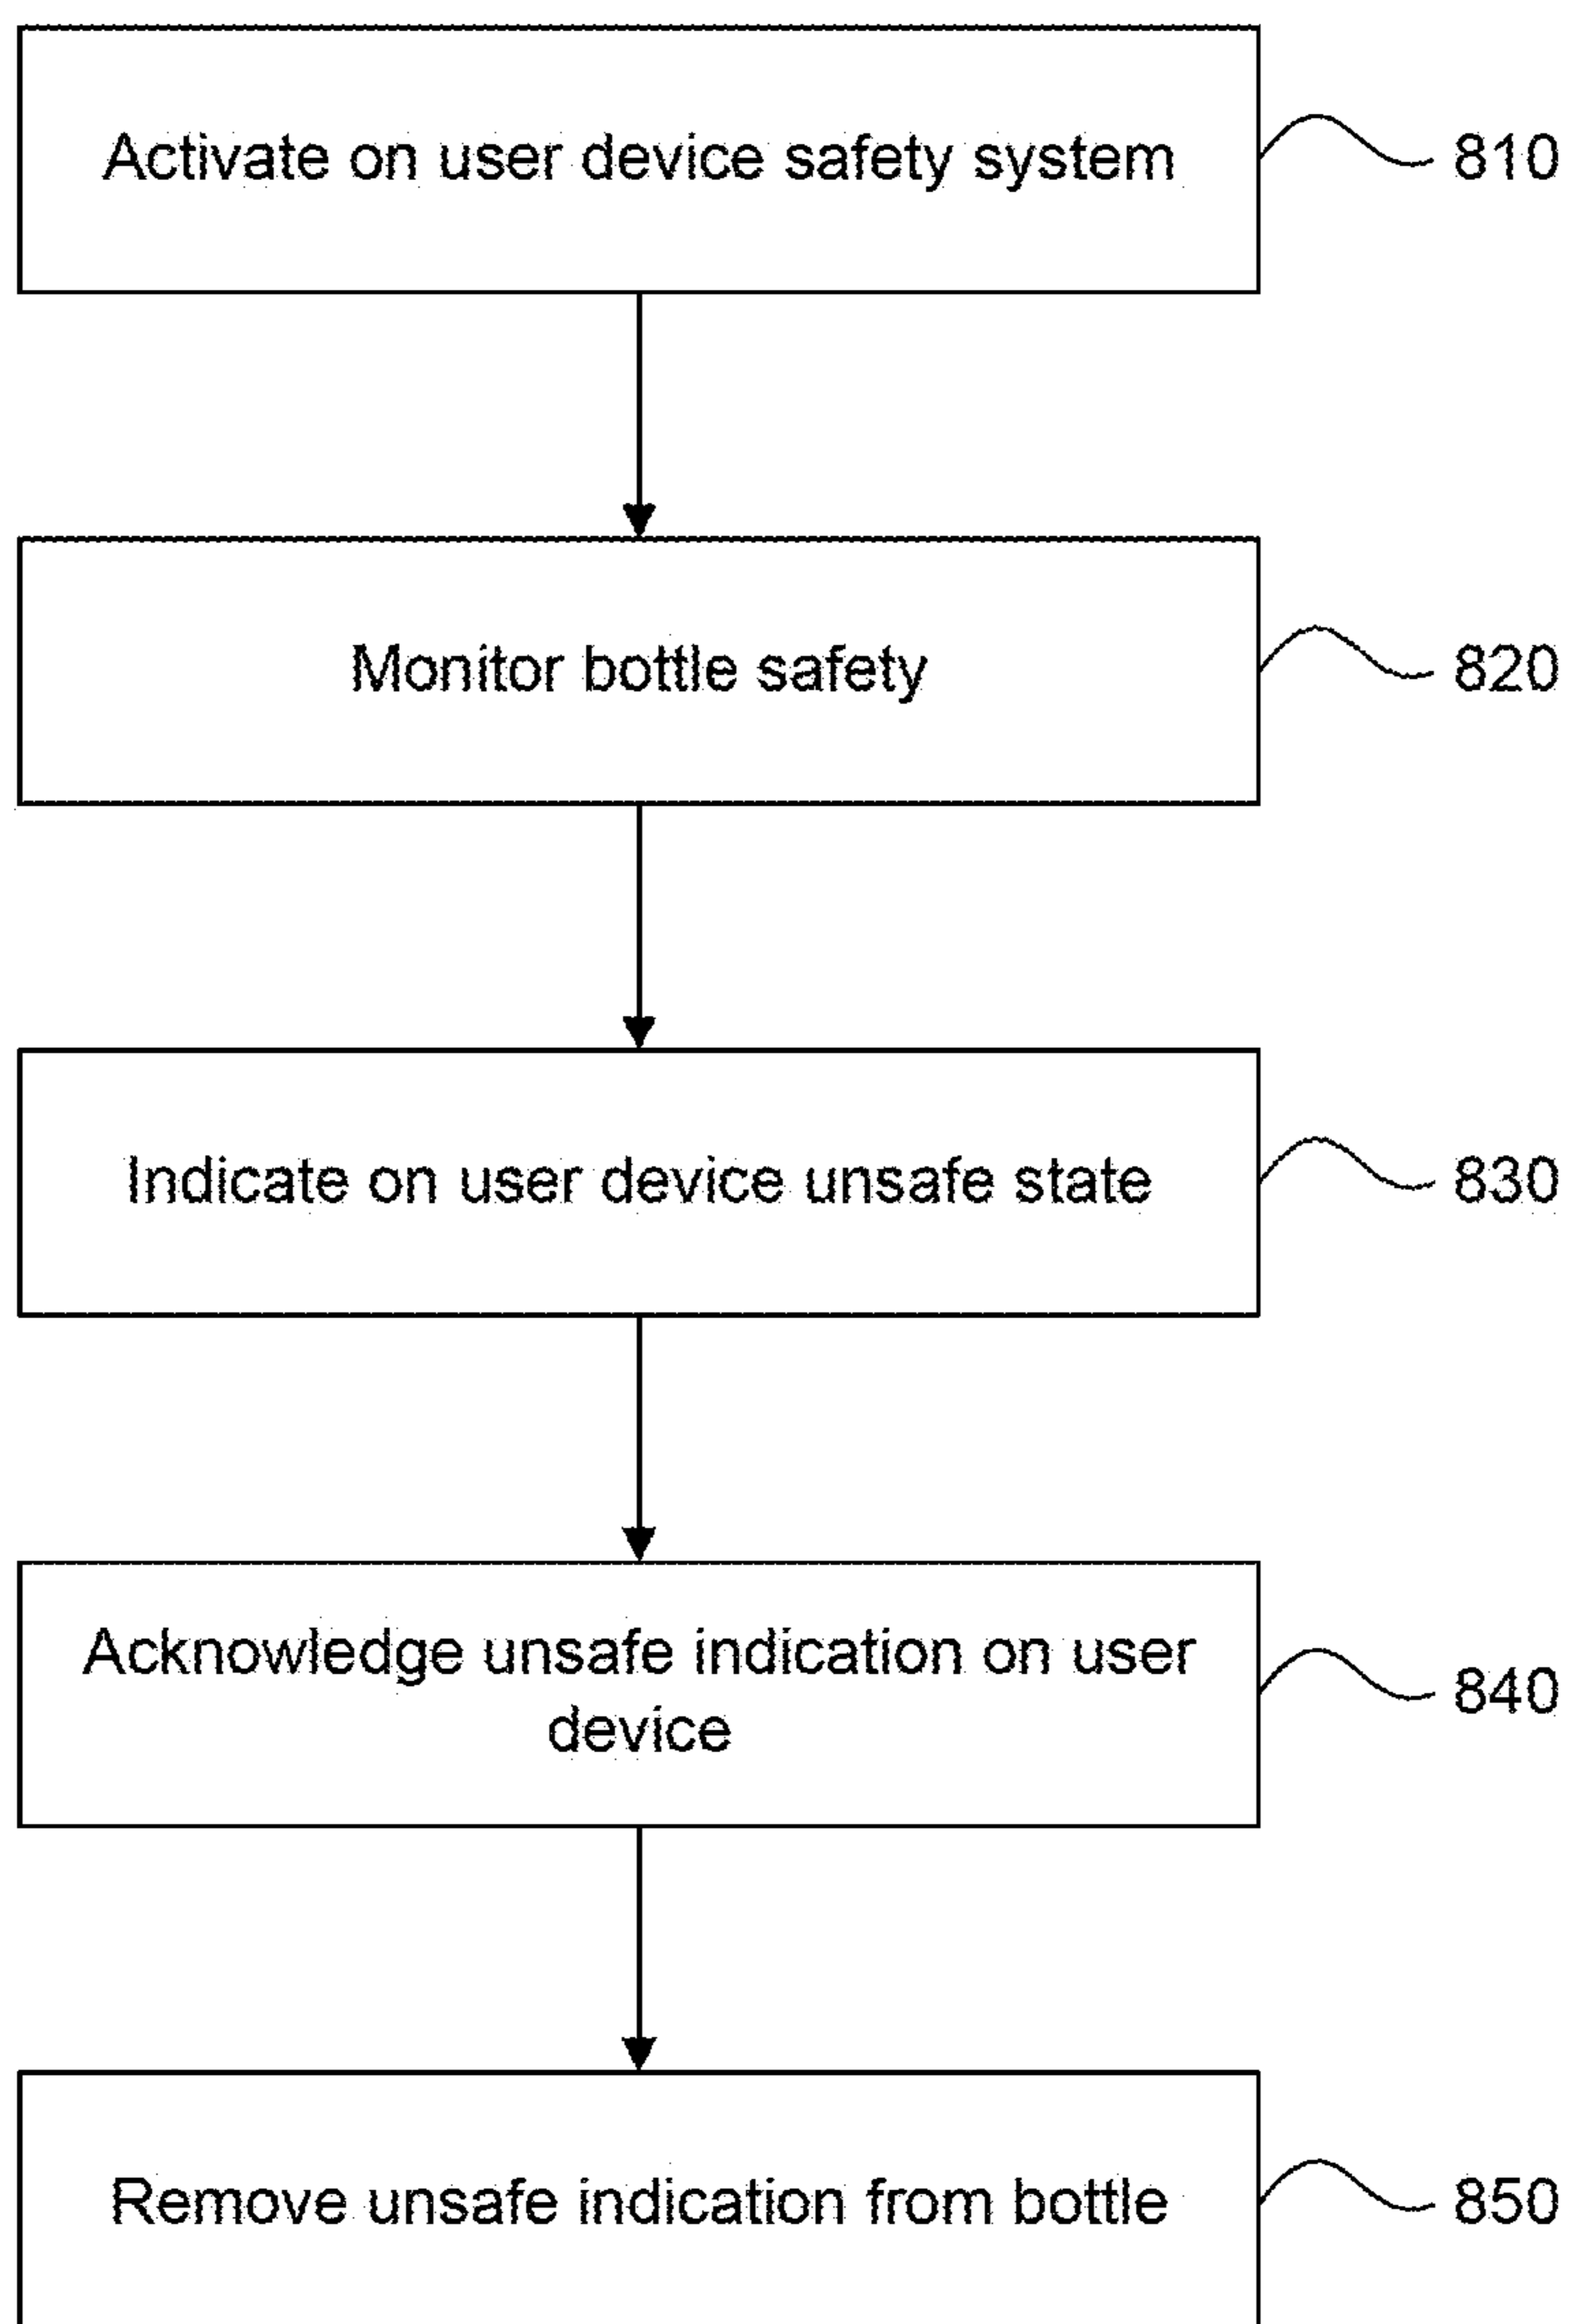 Activate on user device safety system
810
Monitor bottle safety
820
Indicate on user device unsafe state
830
Acknowledge unsafe indication on user
device
840
Remove unsafe indication from bottle
850